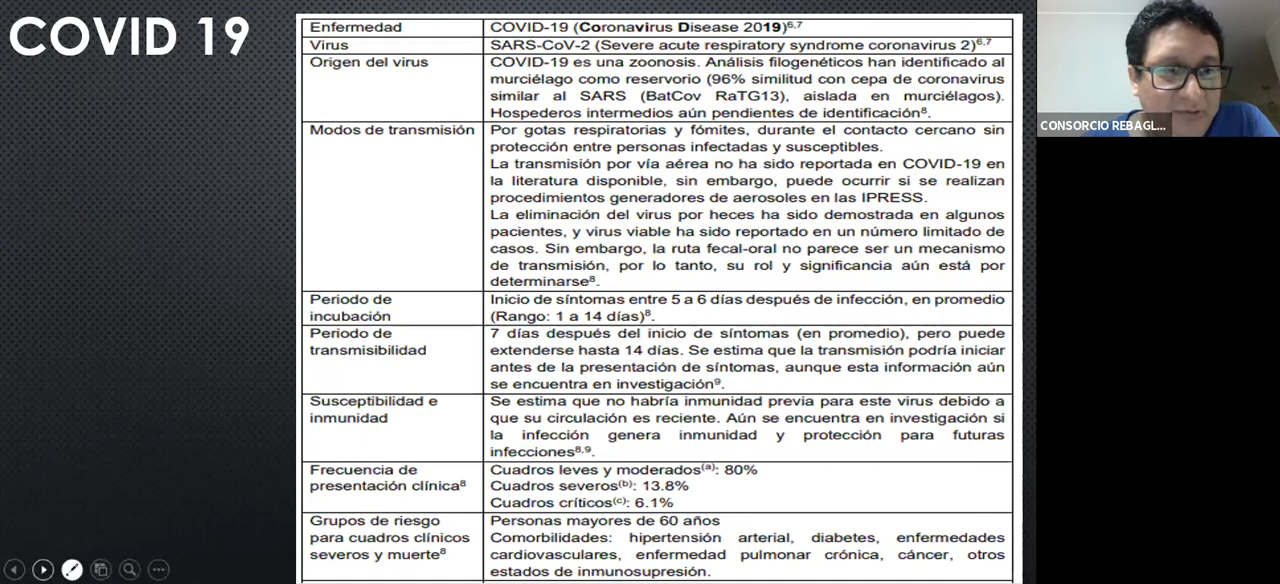 COVID 19
Enfermedad
COVID-19 (Coronavirus Disease 2019)⁶,⁷
Virus
SARS-CoV-2 (Severe acute respiratory syndrome coronavirus 2)⁶,⁷
Origen del virus
COVID-19 es una zoonosis. Análisis filogenéticos han identificado al
murciélago como reservorio (96% similitud con cepa de coronavirus
similar al SARS (BatCov RaTG13), aislada en murciélagos).
Hospederos intermedios aún pendientes de identificación⁸.
Modos de transmisión
Por gotas respiratorias y fómites, durante el contacto cercano sin
protección entre personas infectadas y susceptibles.
La transmisión por vía aérea no ha sido reportada en COVID-19 en
la literatura disponible, sin embargo, puede ocurrir si se realizan
procedimientos generadores de aerosoles en las IPRESS.
La eliminación del virus por heces ha sido demostrada en algunos
pacientes, y virus viable ha sido reportado en un número limitado de
casos. Sin embargo, la ruta fecal-oral no parece ser un mecanismo
de transmisión, por lo tanto, su rol y significancia aún está por
determinarse⁸.
Periodo de
incubación
Inicio de síntomas entre 5 a 6 días después de infección, en promedio
(Rango: 1 a 14 días)⁸.
Periodo de
transmisibilidad
7 días después del inicio de síntomas (en promedio), pero puede
extenderse hasta 14 días. Se estima que la transmisión podría iniciar
antes de la presentación de síntomas, aunque esta información aún
se encuentra en investigación⁹.
Susceptibilidad e
inmunidad
Se estima que no habría inmunidad previa para este virus debido a
que su circulación es reciente. Aún se encuentra en investigación si
la infección genera inmunidad y protección para futuras
infecciones⁸,⁹.
Frecuencia de
presentación clínica⁸
Cuadros leves y moderados⁽ᵃ⁾: 80%
Cuadros severos⁽ᵇ⁾: 13.8%
Cuadros críticos⁽ᶜ⁾: 6.1%
Grupos de riesgo
para cuadros clínicos
severos y muerte⁸
Personas mayores de 60 años
Comorbilidades: hipertensión arterial, diabetes, enfermedades
cardiovasculares, enfermedad pulmonar crónica, cáncer, otros
estados de inmunosupresión.
CONSORCIO REBAGL...